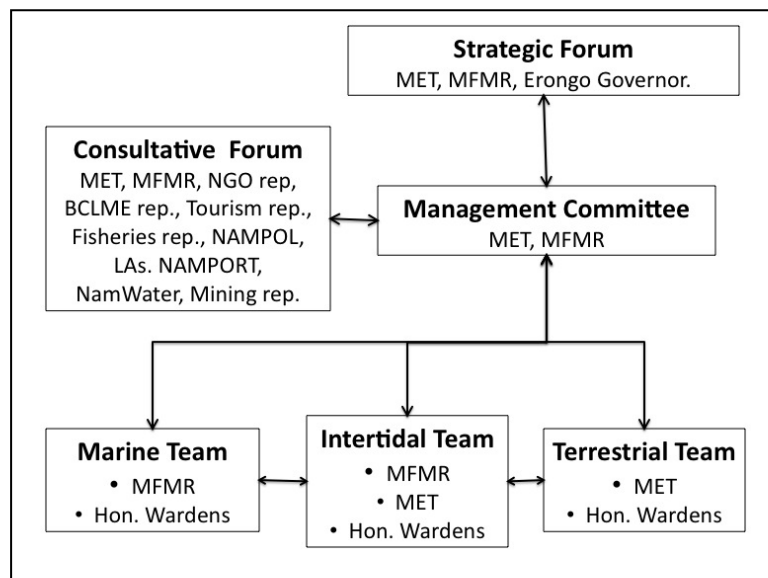 Strategic Forum
MET, MFMR, Erongo Governor.
Consultative Forum
MET, MFMR, NGO rep,
BCLME rep., Tourism rep.,
Fisheries rep., NAMPOL,
LAs. NAMPORT,
NamWater, Mining rep.
Management Committee
MET, MFMR
Marine Team
• MFMR
• Hon. Wardens
Intertidal Team
• MFMR
• MET
• Hon. Wardens
Terrestrial Team
• MET
• Hon. Wardens